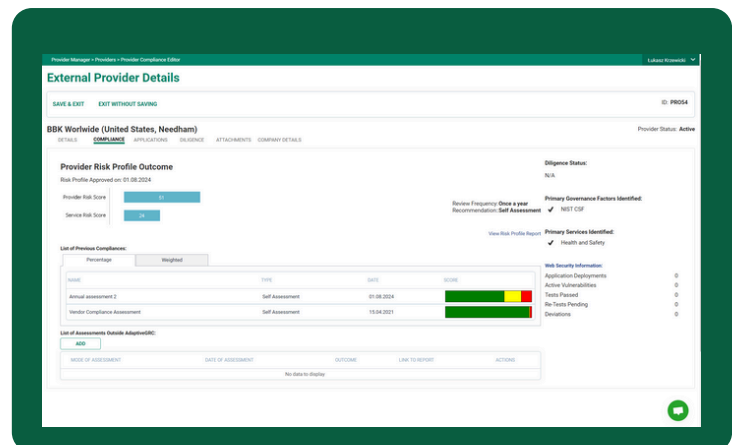 Provider Manager > Providers > Provider Compliance Editor
Łukasz Krzewicki
External Provider Details
SAVE & EXIT EXIT WITHOUT SAVING
ID: PRO54
BBK Worlwide (United States, Needham)
Provider Status: Active
DETAILS COMPLIANCE APPLICATIONS DILIGENCE ATTACHMENTS COMPANY DETAILS
Provider Risk Profile Outcome
Risk Profile Approved on: 01.08.2024
Provider Risk Score 51
Service Risk Score 24
Review Frequency: Once a year
Recommendation: Self Assessment
View Risk Profile Report
Diligence Status:
N/A
Primary Governance Factors Identified:
NIST CSF
Primary Services Identified:
Health and Safety
Web Security Information:
Application Deployments 0
Active Vulnerabilities 0
Tests Passed 0
Re-Tests Pending 0
Deviations 0
List of Previous Compliances:
Percentage Weighted
NAME TYPE DATE SCORE
Annual assessment 2 Self Assessment 01.08.2024
Vendor Compliance Assessment Self Assessment 15.04.2021
List of Assessments Outside AdaptiveGRC:
ADD
MODE OF ASSESSMENT DATE OF ASSESSMENT OUTCOME LINK TO REPORT ACTIONS
No data to display